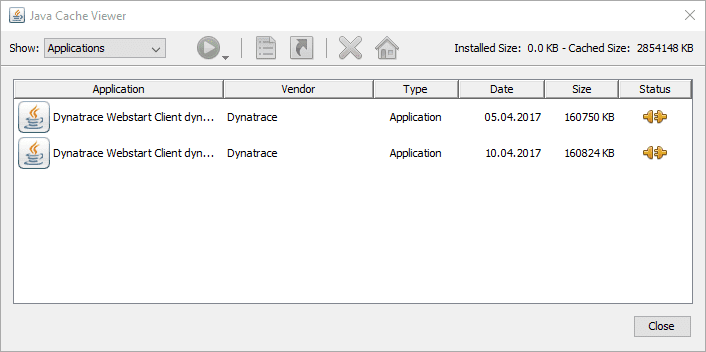 Java Cache Viewer
Show: Applications Installed Size: 0.0 KB - Cached Size: 2854148 KB
Application Vendor Type Date Size Status
Dynatrace Webstart Client dyn... Dynatrace Application 05.04.2017 160750 KB
Dynatrace Webstart Client dyn... Dynatrace Application 10.04.2017 160824 KB
Close